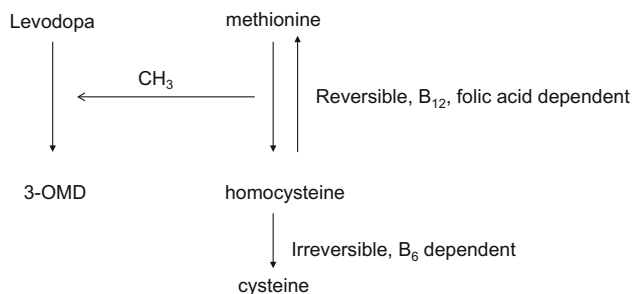 Levodopa methionine
CH₃
Reversible, B₁₂, folic acid dependent
3-OMD homocysteine
Irreversible, B₆ dependent
cysteine